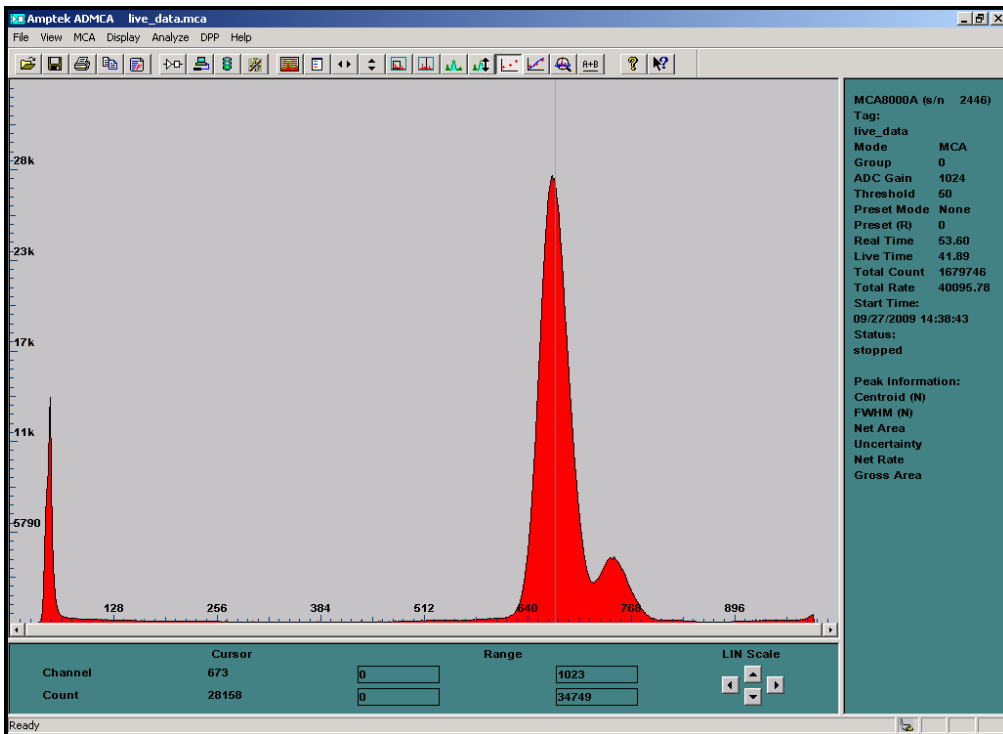 Amptek ADMCA live_data.mca
File View MCA Display Analyze DPP Help
A+B
28k
23k
17k
11k
5790
128 256 384 512 640 768 896
MCA8000A (s/n 2446)
Tag:
live_data
Mode MCA
Group 0
ADC Gain 1024
Threshold 50
Preset Mode None
Preset (R) 0
Real Time 53.60
Live Time 41.89
Total Count 1679746
Total Rate 40095.78
Start Time:
09/27/2009 14:38:43
Status:
stopped
Peak Information:
Centroid (N)
FWHM (N)
Net Area
Uncertainty
Net Rate
Gross Area
Cursor Range LIN Scale
Channel 673 0 1023
Count 28158 0 34749
Ready